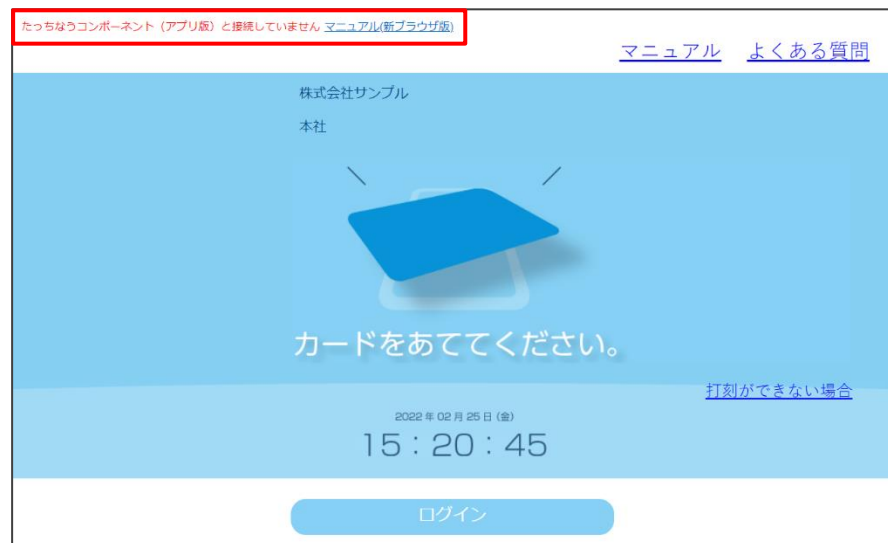 たっちなうコンポーネント（アプリ版）と接続していません マニュアル(新ブラウザ版)
マニュアル よくある質問
株式会社サンプル
本社
カードをあててください。
打刻ができない場合
2022 年 02 月 25 日 (金)
15：20：45
ログイン